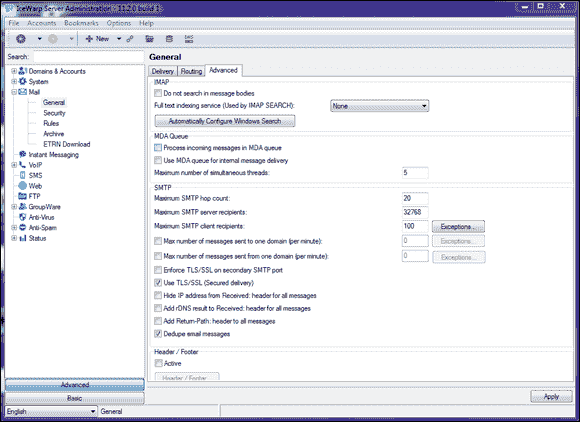 IceWarp Server Administration - 11.2.0 build 1
File Accounts Bookmarks Options Help
New
Search:
Domains & Accounts
System
Mail
General
Security
Rules
Archive
ETRN Download
Instant Messaging
VoIP
SMS
Web
FTP
GroupWare
Anti-Virus
Anti-Spam
Status
Advanced
Basic
General
Delivery Routing Advanced
IMAP
Do not search in message bodies
Full text indexing service (Used by IMAP SEARCH): None
Automatically Configure Windows Search
MDA Queue
Process incoming messages in MDA queue
Use MDA queue for internal message delivery
Maximum number of simultaneous threads: 5
SMTP
Maximum SMTP hop count: 20
Maximum SMTP server recipients: 32768
Maximum SMTP client recipients: 100 Exceptions...
Max number of messages sent to one domain (per minute): 0 Exceptions...
Max number of messages sent from one domain (per minute): 0 Exceptions...
Enforce TLS/SSL on secondary SMTP port
Use TLS/SSL (Secured delivery)
Hide IP address from Received: header for all messages
Add rDNS result to Received: header for all messages
Add Return-Path: header to all messages
Dedupe email messages
Header / Footer
Active
Header / Footer...
Apply
English General